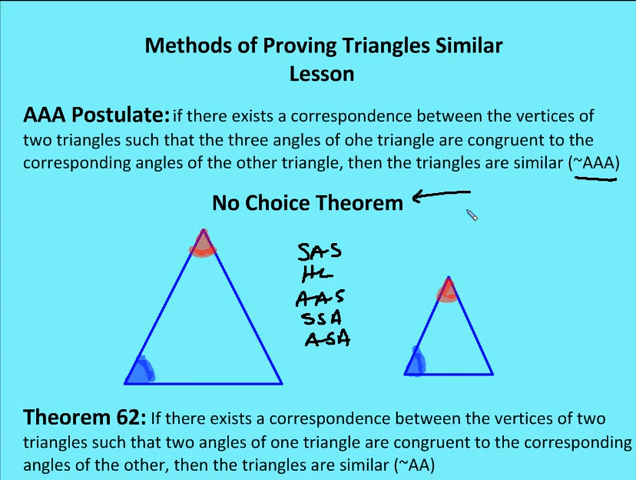 Methods of Proving Triangles Similar
Lesson
AAA Postulate: if there exists a correspondence between the vertices of
two triangles such that the three angles of ohe triangle are congruent to the
corresponding angles of the other triangle, then the triangles are similar (~AAA)
No Choice Theorem
SAS
HL
AAS
SSA
ASA
Theorem 62: If there exists a correspondence between the vertices of two
triangles such that two angles of one triangle are congruent to the corresponding
angles of the other, then the triangles are similar (~AA)